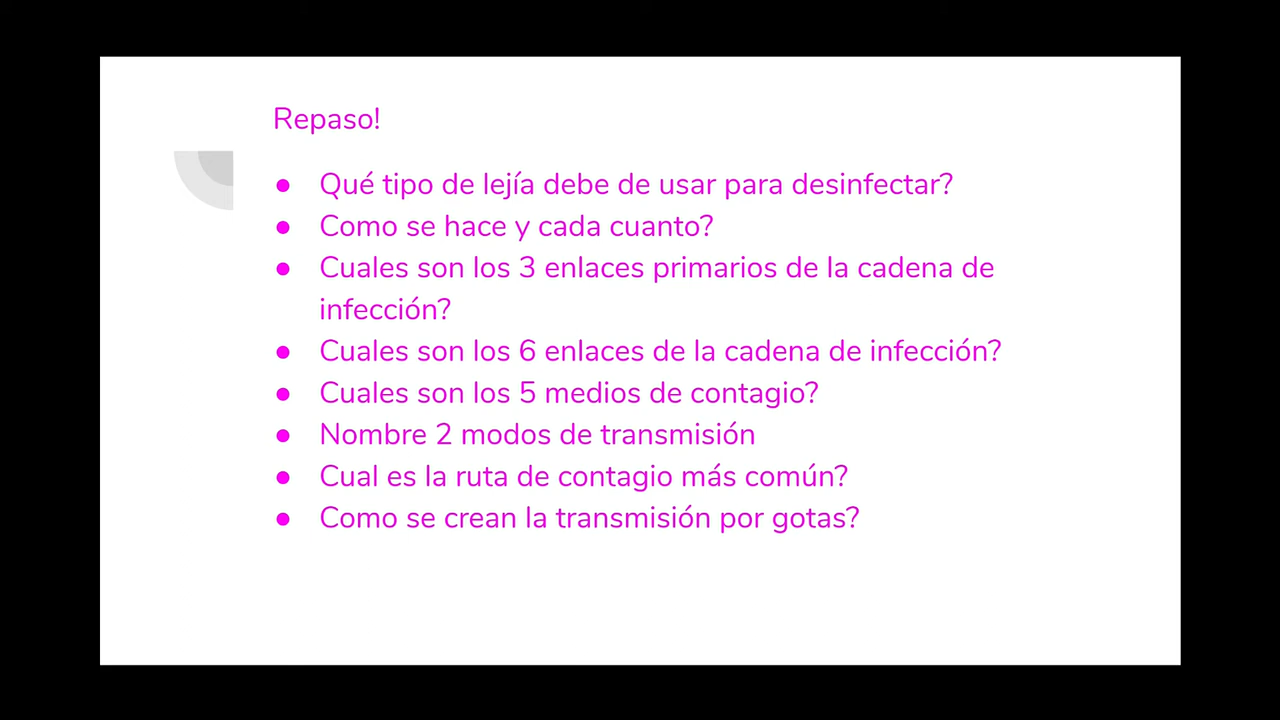 Repaso!
● Qué tipo de lejía debe de usar para desinfectar?
● Como se hace y cada cuanto?
● Cuales son los 3 enlaces primarios de la cadena de
infección?
● Cuales son los 6 enlaces de la cadena de infección?
● Cuales son los 5 medios de contagio?
● Nombre 2 modos de transmisión
● Cual es la ruta de contagio más común?
● Como se crean la transmisión por gotas?